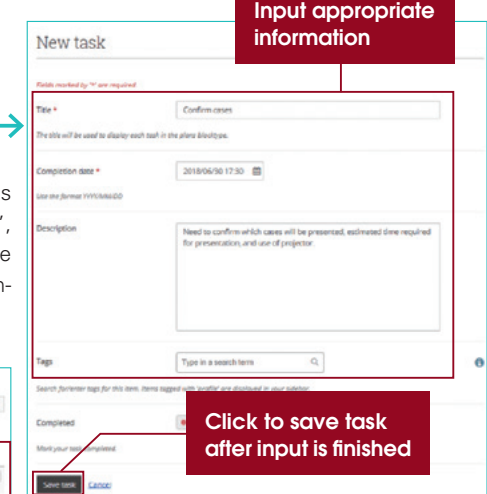 Input appropriate
information
New task
Fields marked by "*" are required
Title *
Confirm cases
The title will be used to display each task in the plans blocktype.
Completion date *
2018/06/30 17:30
Use the format YYYY/MM/DD
Description
Need to confirm which cases will be presented, estimated time required
for presentation, and use of projector.
Tags
Type in a search term
Search for/enter tags for this item. Items tagged with 'profile' are displayed in your sidebar.
Completed
Mark your task completed.
Click to save task
after input is finished
Save task
Cancel